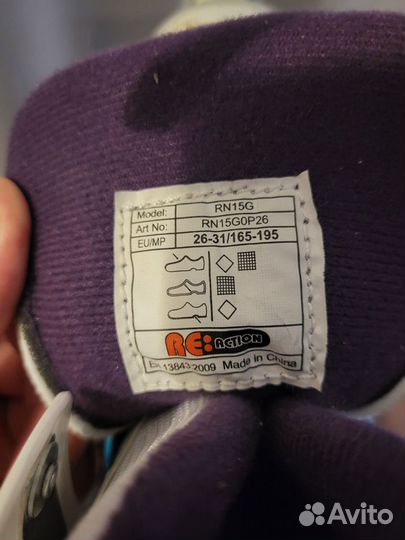 Model: RN15G
Art No: RN15G0P26
EU/MP 26-31/165-195
RE:ACTION
EN 13843:2009 Made in China
Avito